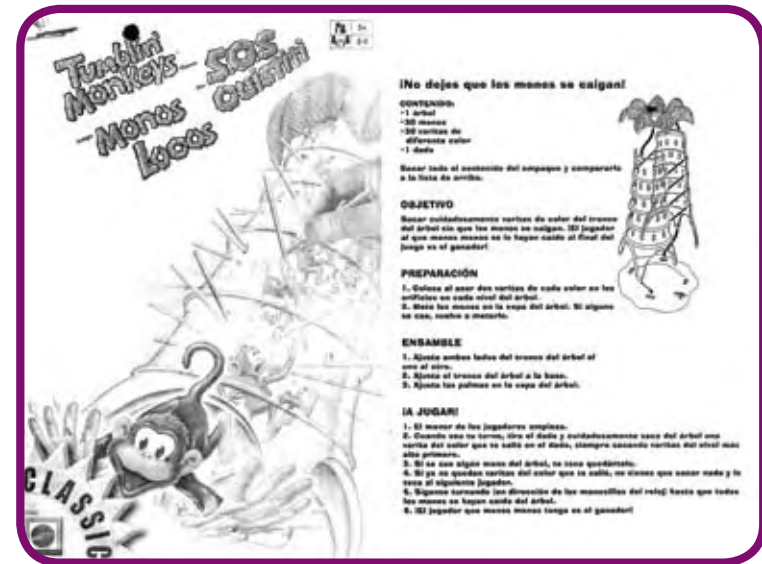 Tumblin' Monkeys
SOS Ouistiti
Monos Locos
¡No dejes que los monos se caigan!
CONTENIDO:
-1 árbol
-30 monos
-30 varitas de
diferente color
-1 dado
Sacar todo el contenido del empaque y compararlo
a la lista de arriba.
OBJETIVO
Sacar cuidadosamente varitas de color del tronco
del árbol sin que los monos se caigan. ¡El jugador
al que menos monos se le hayan caído al final del
juego es el ganador!
PREPARACIÓN
1. Coloca al azar dos varitas de cada color en los
orificios en cada nivel del árbol.
2. Mete los monos en la copa del árbol. Si alguno
se cae, vuelve a meterlo.
ENSAMBLE
1. Ajusta ambos lados del tronco del árbol el
uno al otro.
2. Ajusta el tronco del árbol a la base.
3. Ajusta las palmas en la copa del árbol.
¡A JUGAR!
1. El menor de los jugadores empieza.
2. Cuando sea tu turno, tira el dado y cuidadosamente saca del árbol una
varita del color que te salió en el dado, siempre sacando varitas del nivel más
alto primero.
3. Si se cae algún mono del árbol, te toca quedártelo.
4. Si ya no quedan varitas del color que te salió, no tienes que sacar nada y le
toca al siguiente jugador.
5. Sigamos turnando (en dirección de las manecillas del reloj) hasta que todos
los monos se hayan caído del árbol.
6. ¡El jugador que menos monos tenga es el ganador!
CLASSIC